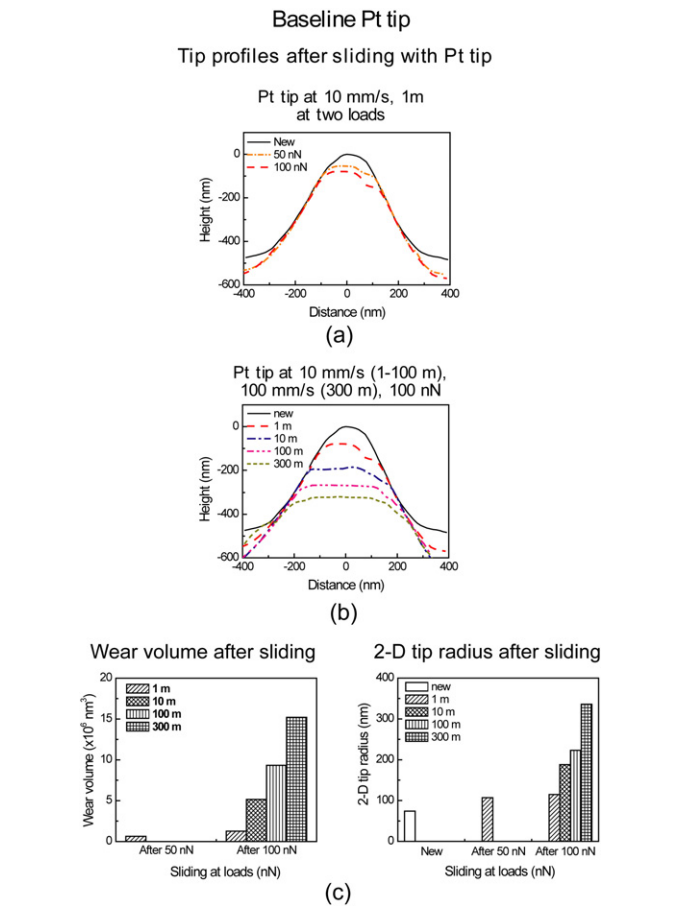 Baseline Pt tip
Tip profiles after sliding with Pt tip
Pt tip at 10 mm/s, 1m
at two loads
New
50 nN
100 nN
Height (nm)
0
-200
-400
-600
-400 -200 0 200 400
Distance (nm)
(a)
Pt tip at 10 mm/s (1-100 m),
100 mm/s (300 m), 100 nN
new
1 m
10 m
100 m
300 m
Height (nm)
0
-200
-400
-600
-400 -200 0 200 400
Distance (nm)
(b)
Wear volume after sliding
1 m
10 m
100 m
300 m
Wear volume (x10⁶ nm³)
20
15
10
5
0
After 50 nN After 100 nN
Sliding at loads (nN)
2-D tip radius after sliding
new
1 m
10 m
100 m
300 m
2-D tip radius (nm)
400
300
200
100
0
New After 50 nN After 100 nN
Sliding at loads (nN)
(c)